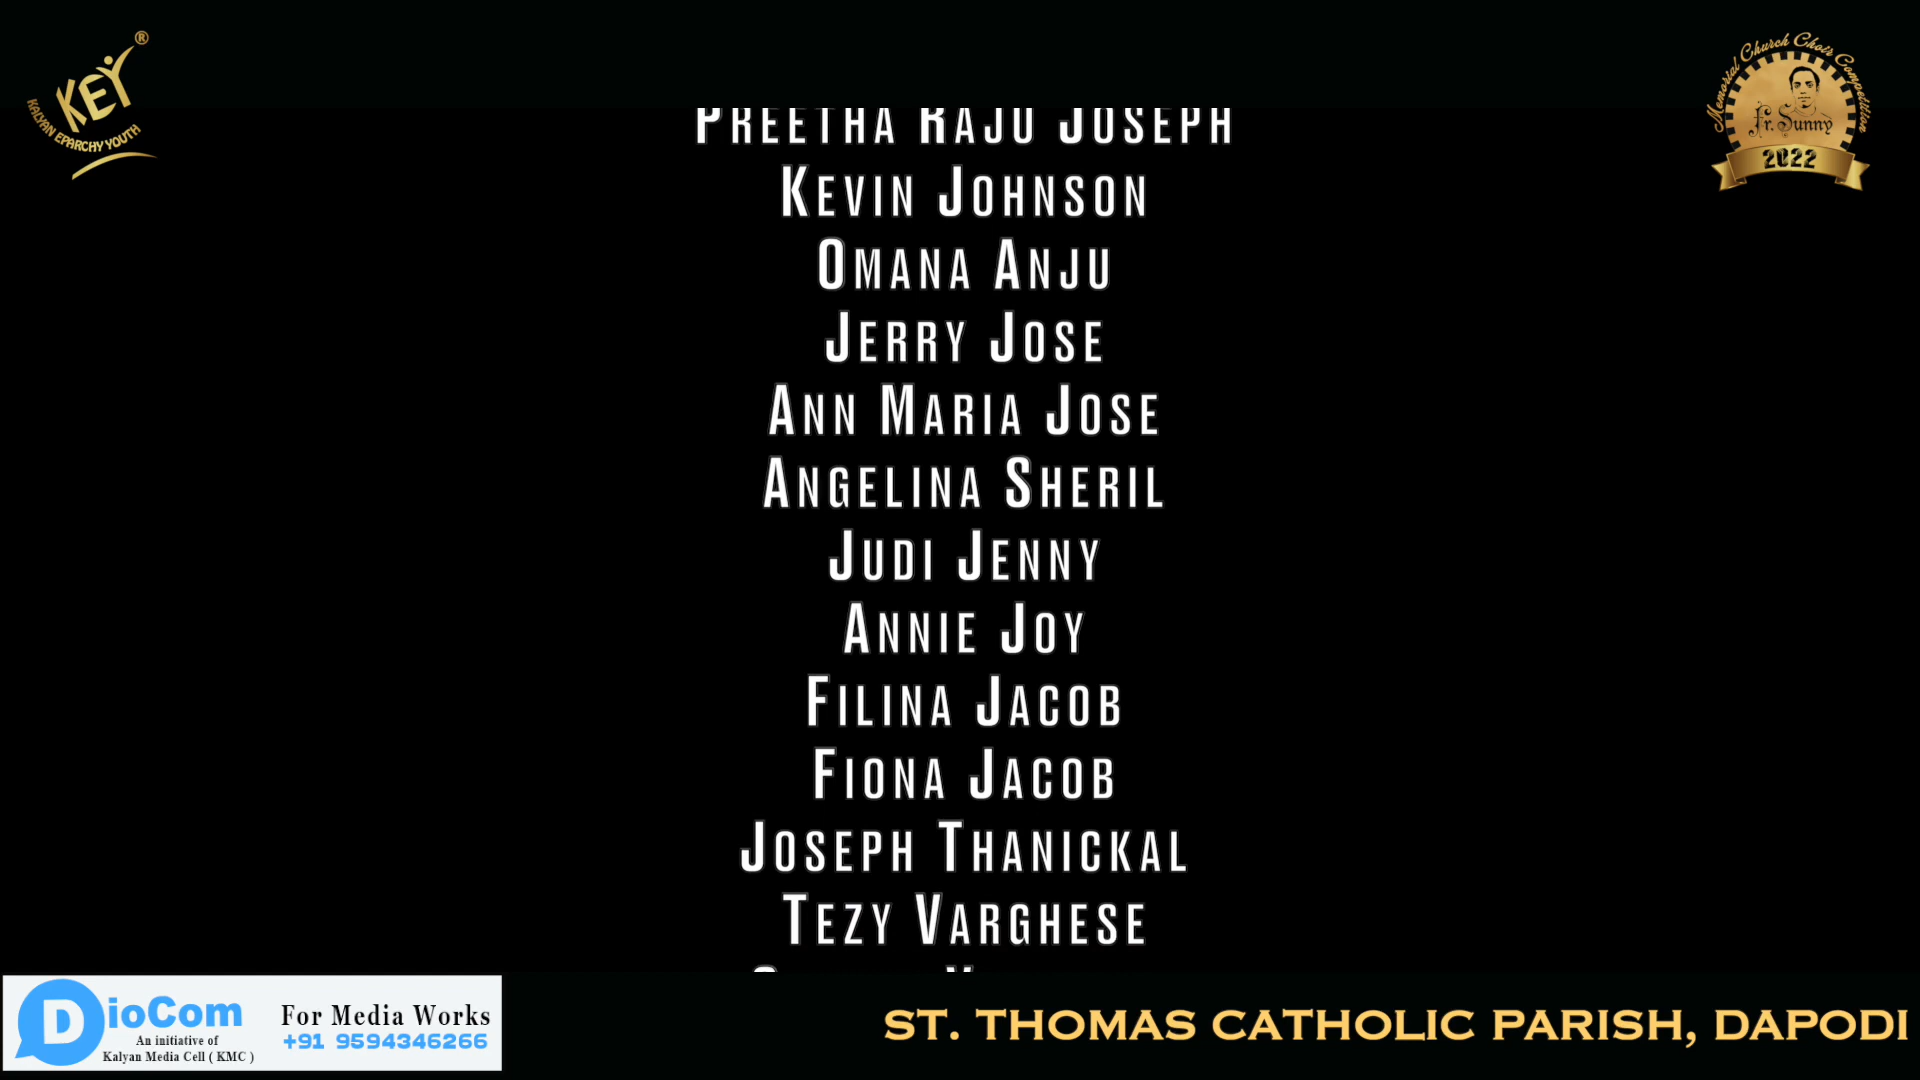 KEY®
KALYAN EPARCHY YOUTH
Memorial Church Choir Competition
Fr. Sunny
2022
PREETHA RAJU JOSEPH
KEVIN JOHNSON
OMANA ANJU
JERRY JOSE
ANN MARIA JOSE
ANGELINA SHERIL
JUDI JENNY
ANNIE JOY
FILINA JACOB
FIONA JACOB
JOSEPH THANICKAL
TEZY VARGHESE
DioCom
An initiative of
Kalyan Media Cell ( KMC )
For Media Works
+91 9594346266
ST. THOMAS CATHOLIC PARISH, DAPODI